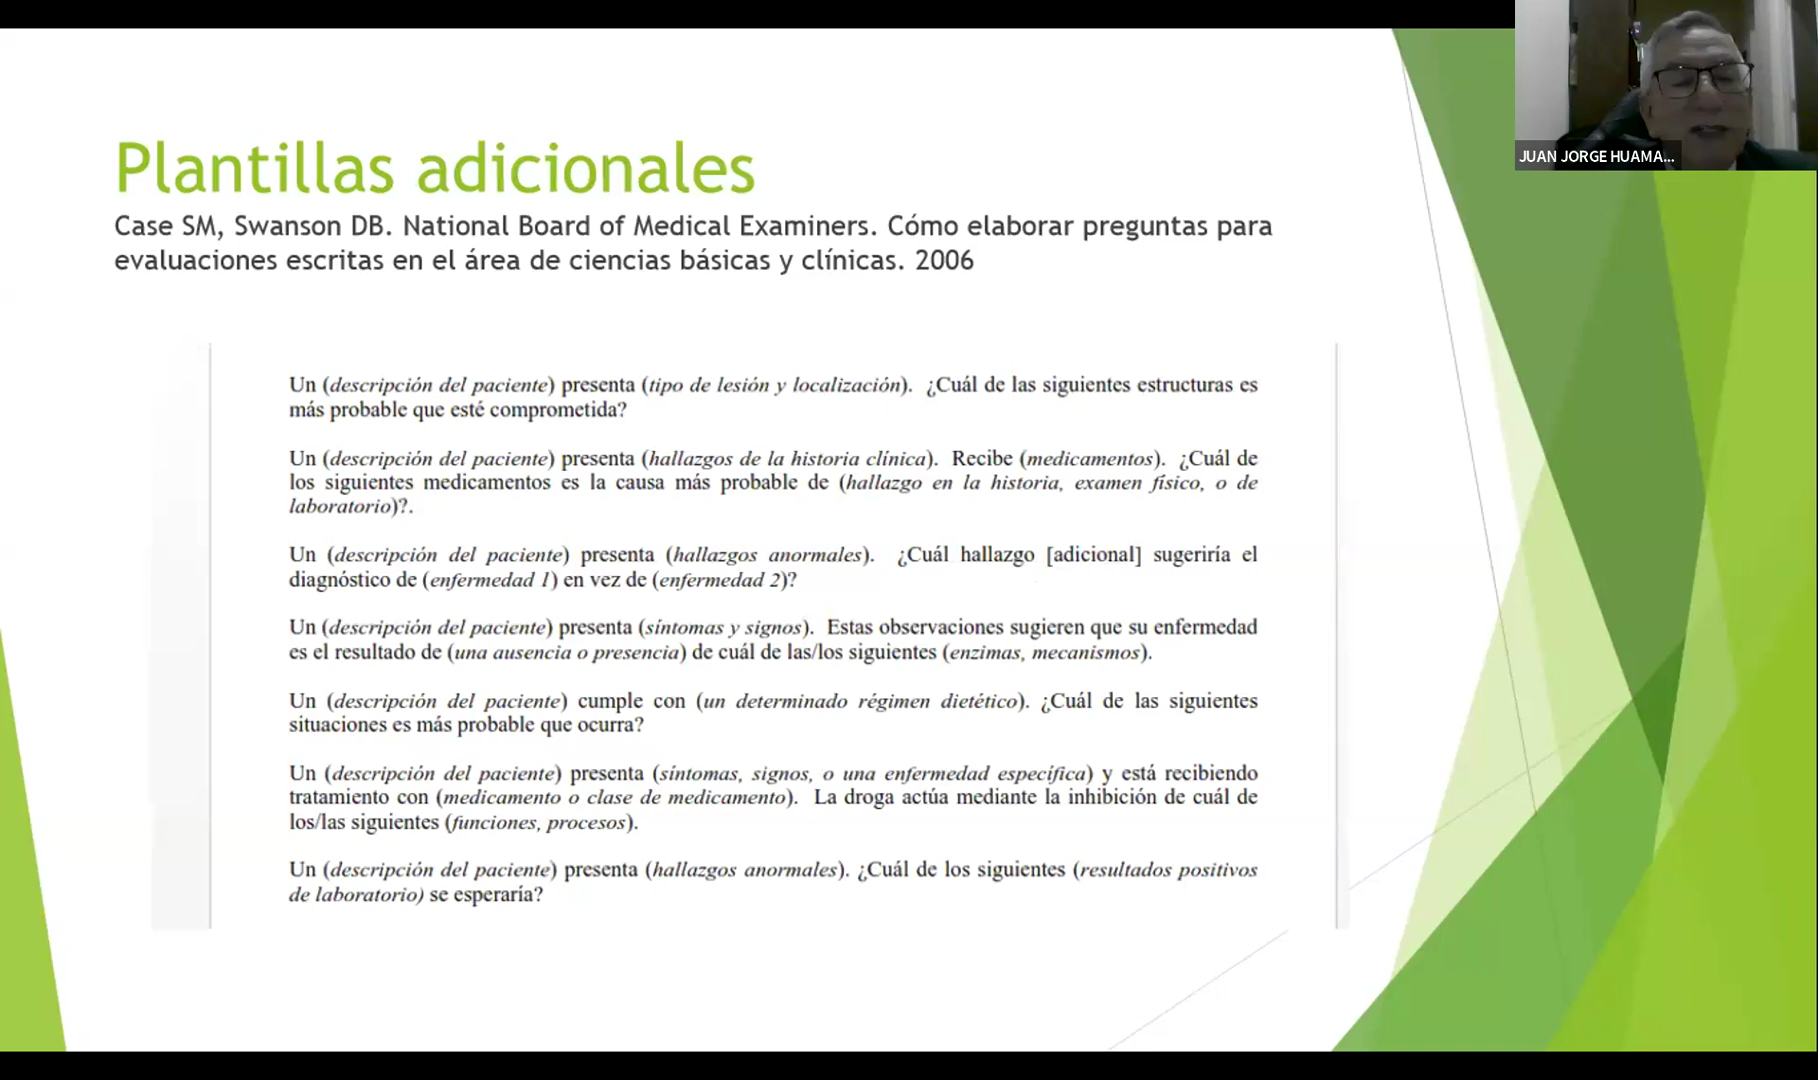 JUAN JORGE HUAMA...
Plantillas adicionales
Case SM, Swanson DB. National Board of Medical Examiners. Cómo elaborar preguntas para
evaluaciones escritas en el área de ciencias básicas y clínicas. 2006
Un (descripción del paciente) presenta (tipo de lesión y localización). ¿Cuál de las siguientes estructuras es
más probable que esté comprometida?
Un (descripción del paciente) presenta (hallazgos de la historia clínica). Recibe (medicamentos). ¿Cuál de
los siguientes medicamentos es la causa más probable de (hallazgo en la historia, examen físico, o de
laboratorio)?.
Un (descripción del paciente) presenta (hallazgos anormales). ¿Cuál hallazgo [adicional] sugeriría el
diagnóstico de (enfermedad 1) en vez de (enfermedad 2)?
Un (descripción del paciente) presenta (síntomas y signos). Estas observaciones sugieren que su enfermedad
es el resultado de (una ausencia o presencia) de cuál de las/los siguientes (enzimas, mecanismos).
Un (descripción del paciente) cumple con (un determinado régimen dietético). ¿Cuál de las siguientes
situaciones es más probable que ocurra?
Un (descripción del paciente) presenta (síntomas, signos, o una enfermedad específica) y está recibiendo
tratamiento con (medicamento o clase de medicamento). La droga actúa mediante la inhibición de cuál de
los/las siguientes (funciones, procesos).
Un (descripción del paciente) presenta (hallazgos anormales). ¿Cuál de los siguientes (resultados positivos
de laboratorio) se esperaría?